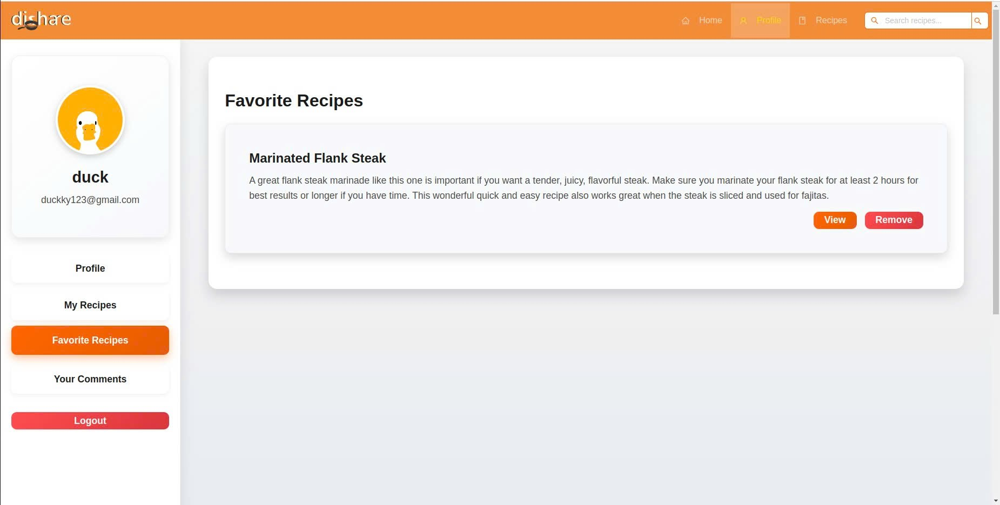 dishare
Home
Profile
Recipes
Search recipes...
duck
duckky123@gmail.com
Profile
My Recipes
Favorite Recipes
Your Comments
Logout
Favorite Recipes
Marinated Flank Steak
A great flank steak marinade like this one is important if you want a tender, juicy, flavorful steak. Make sure you marinate your flank steak for at least 2 hours for
best results or longer if you have time. This wonderful quick and easy recipe also works great when the steak is sliced and used for fajitas.
View
Remove